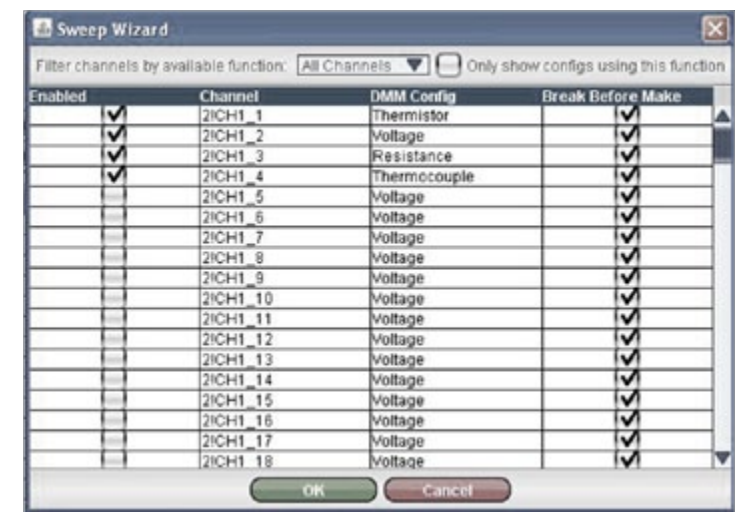 Sweep Wizard
Filter channels by available function: All Channels Only show configs using this function
Enabled Channel DMM Config Break Before Make
2!CH1_1 Thermistor
2!CH1_2 Voltage
2!CH1_3 Resistance
2!CH1_4 Thermocouple
2!CH1_5 Voltage
2!CH1_6 Voltage
2!CH1_7 Voltage
2!CH1_8 Voltage
2!CH1_9 Voltage
2!CH1_10 Voltage
2!CH1_11 Voltage
2!CH1_12 Voltage
2!CH1_13 Voltage
2!CH1_14 Voltage
2!CH1_15 Voltage
2!CH1_16 Voltage
2!CH1_17 Voltage
2!CH1_18 Voltage
OK Cancel